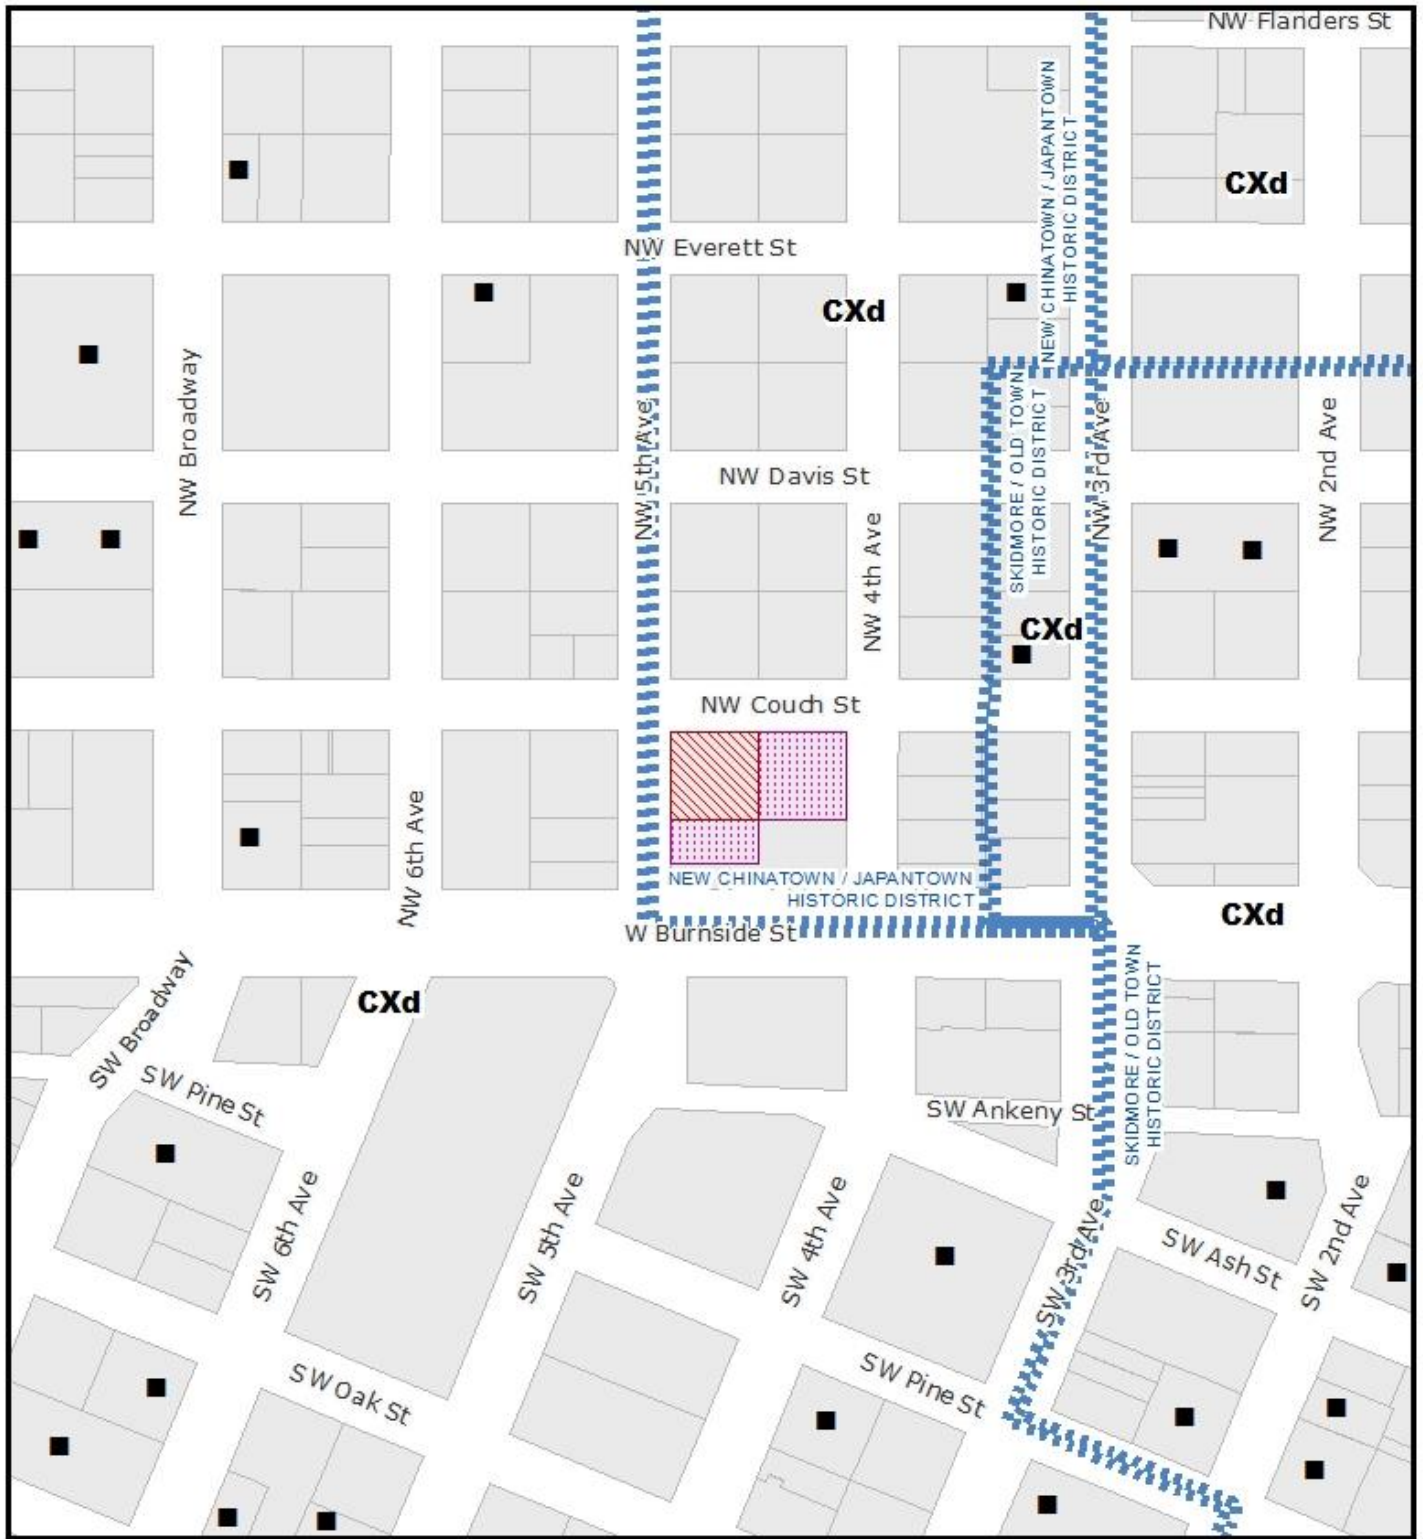 NW Flanders St
NEW CHINATOWN / JAPANTOWN
HISTORIC DISTRICT
CXd
NW Everett St
CXd
NW Broadway
NW 5th Ave
SKIDMORE / OLD TOWN
HISTORIC DISTRICT
NW 3rd Ave
NW 2nd Ave
NW Davis St
NW 4th Ave
CXd
NW Couch St
NW 6th Ave
NEW CHINATOWN / JAPANTOWN
HISTORIC DISTRICT
CXd
W Burnside St
CXd
SW Broadway
SKIDMORE / OLD TOWN
HISTORIC DISTRICT
SW Pine St
SW Ankeny St
SW 6th Ave
SW 5th Ave
SW 4th Ave
SW 3rd Ave
SW Ash St
SW 2nd Ave
SW Oak St
SW Pine St